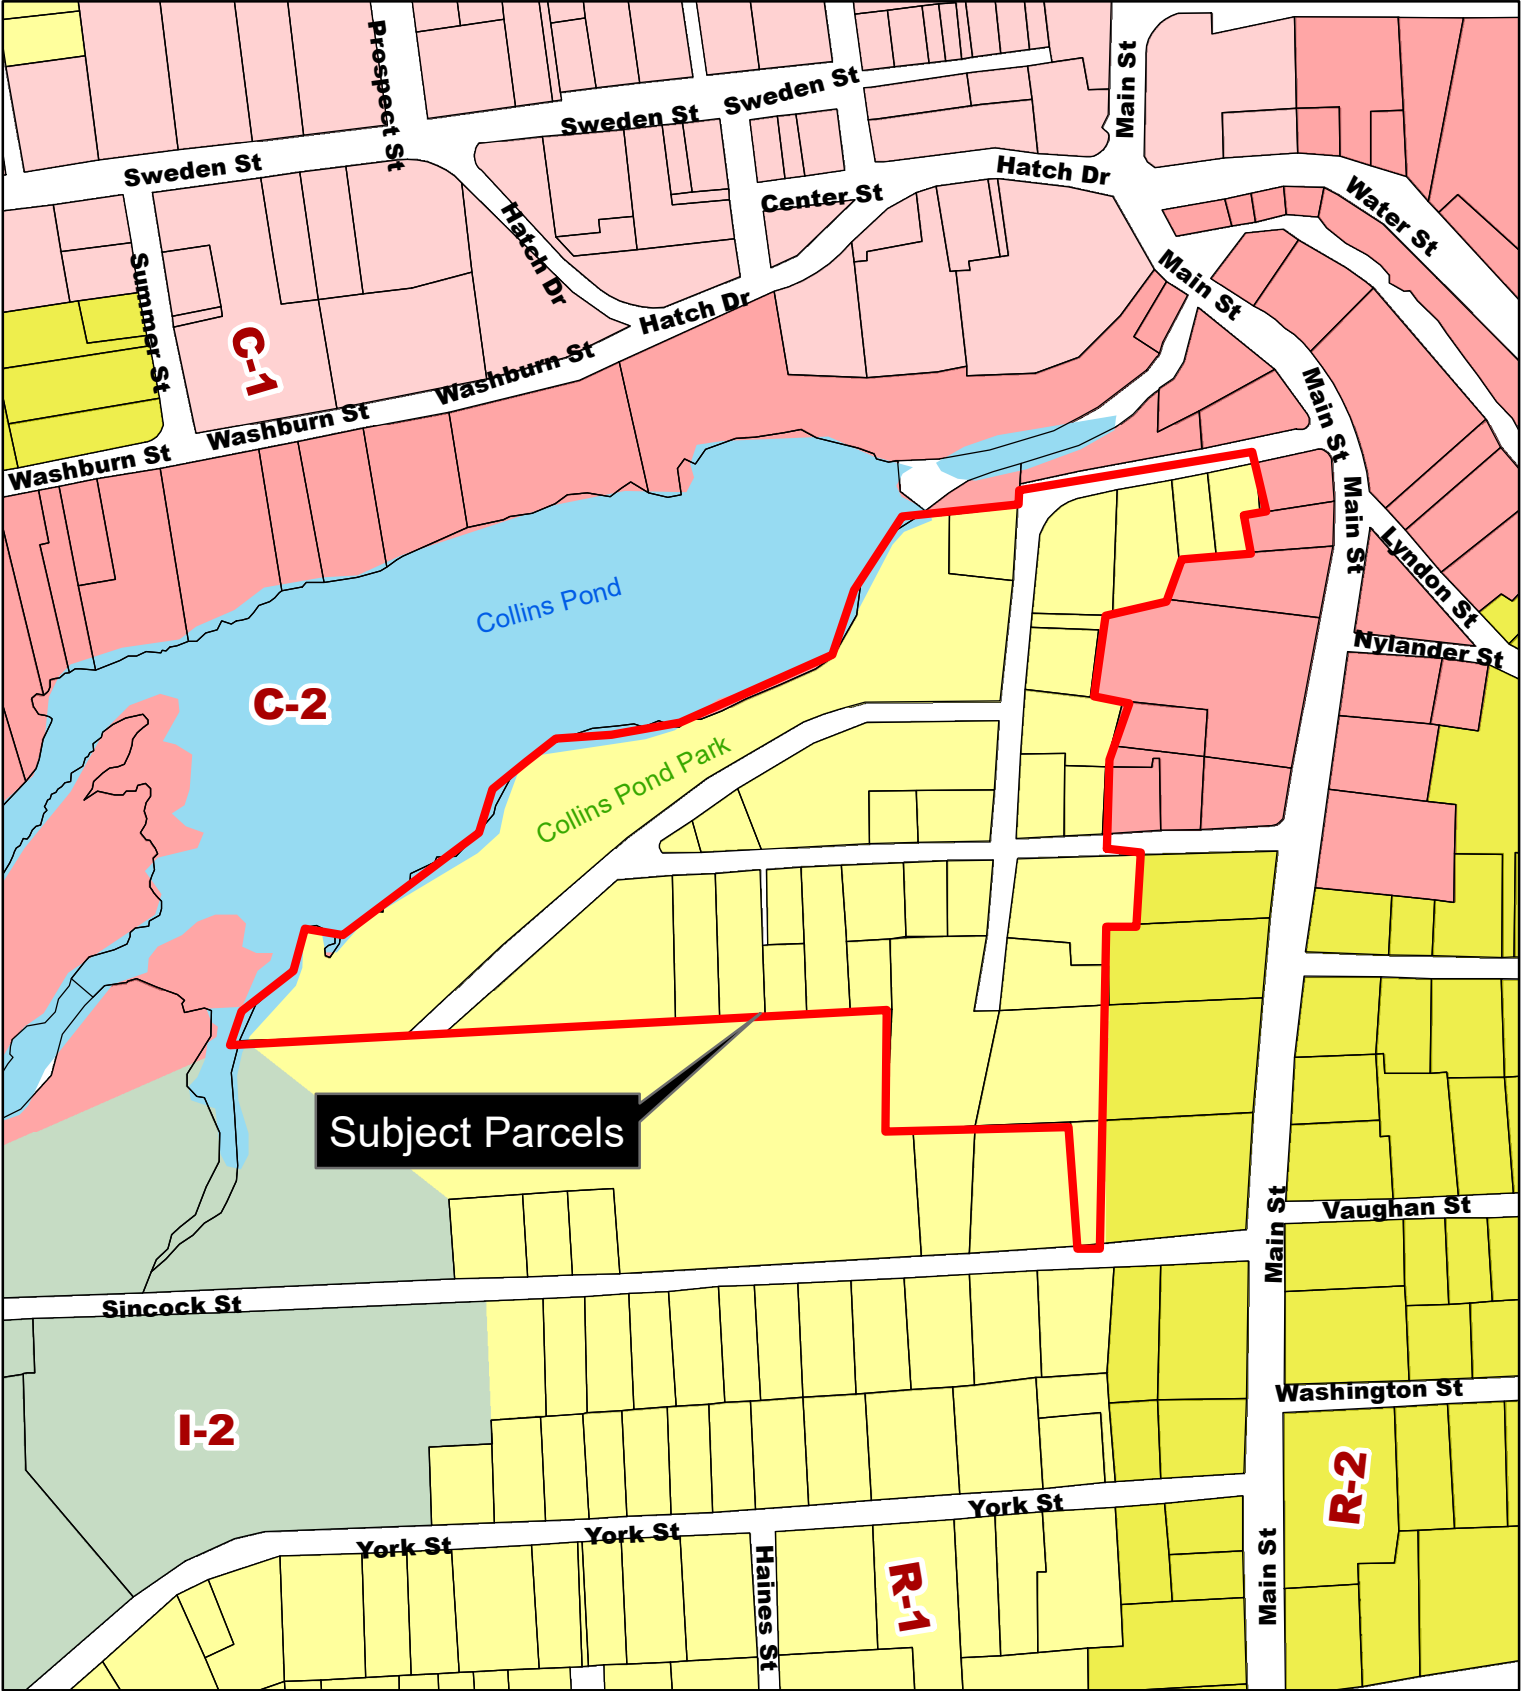 Prospect St
Main St
Sweden St
Sweden St
Sweden St
Hatch Dr
Center St
Water St
Hatch Dr
Main St
Summer St
Hatch Dr
C-1
Washburn St
Washburn St
Washburn St
Main St
Main St
Lyndon St
Nylander St
Collins Pond
C-2
Collins Pond Park
Subject Parcels
Main St
Vaughan St
Sincock St
Washington St
I-2
R-2
York St
York St
York St
Haines St
R-1
Main St